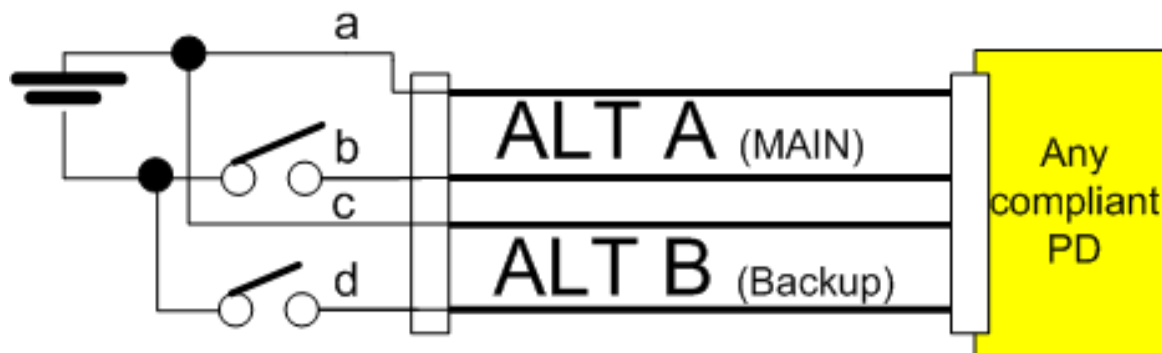 a
b
c
d
ALT A (MAIN)
ALT B (Backup)
Any
compliant
PD